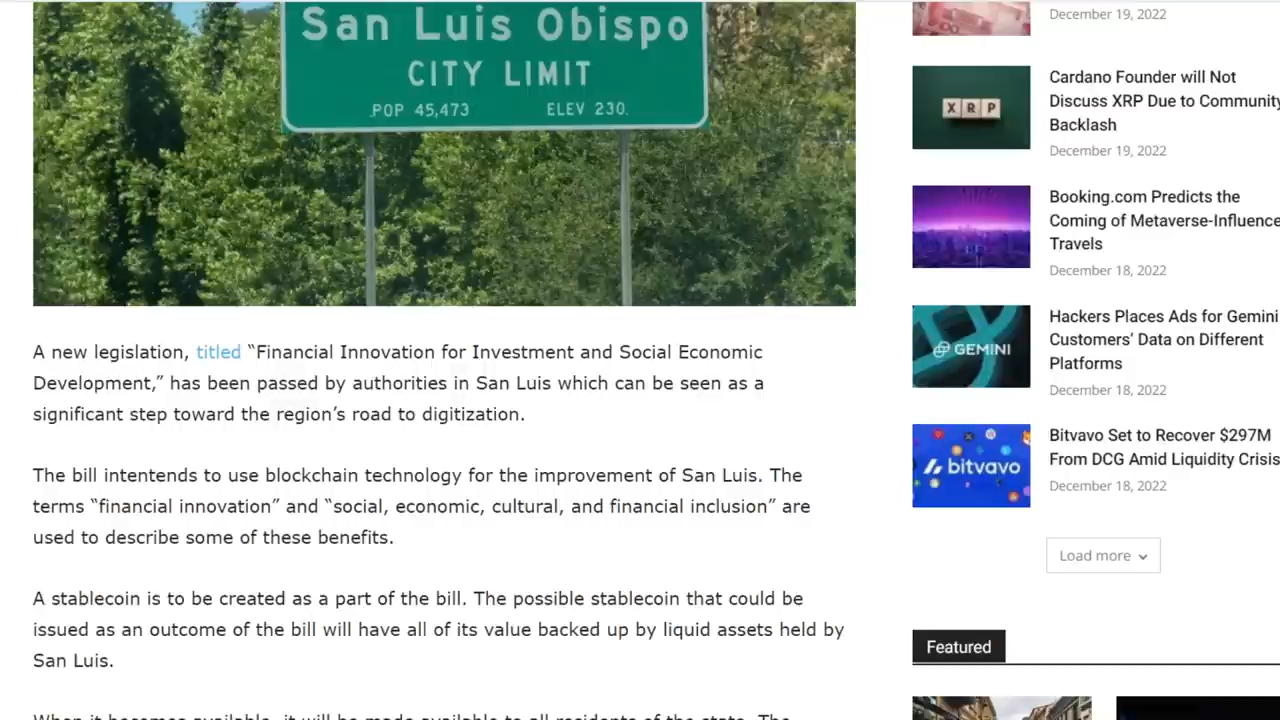 San Luis Obispo
CITY LIMIT
POP 45,473 ELEV 230.
A new legislation, titled “Financial Innovation for Investment and Social Economic
Development,” has been passed by authorities in San Luis which can be seen as a
significant step toward the region’s road to digitization.
The bill intentends to use blockchain technology for the improvement of San Luis. The
terms “financial innovation” and “social, economic, cultural, and financial inclusion” are
used to describe some of these benefits.
A stablecoin is to be created as a part of the bill. The possible stablecoin that could be
issued as an outcome of the bill will have all of its value backed up by liquid assets held by
San Luis.
When it becomes available, it will be made available to all residents of the state. The
December 19, 2022
XRP
Cardano Founder will Not
Discuss XRP Due to Community
Backlash
December 19, 2022
Booking.com Predicts the
Coming of Metaverse-Influence
Travels
December 18, 2022
GEMINI
Hackers Places Ads for Gemini
Customers’ Data on Different
Platforms
December 18, 2022
bitvavo
Bitvavo Set to Recover $297M
From DCG Amid Liquidity Crisis
December 18, 2022
Load more
Featured